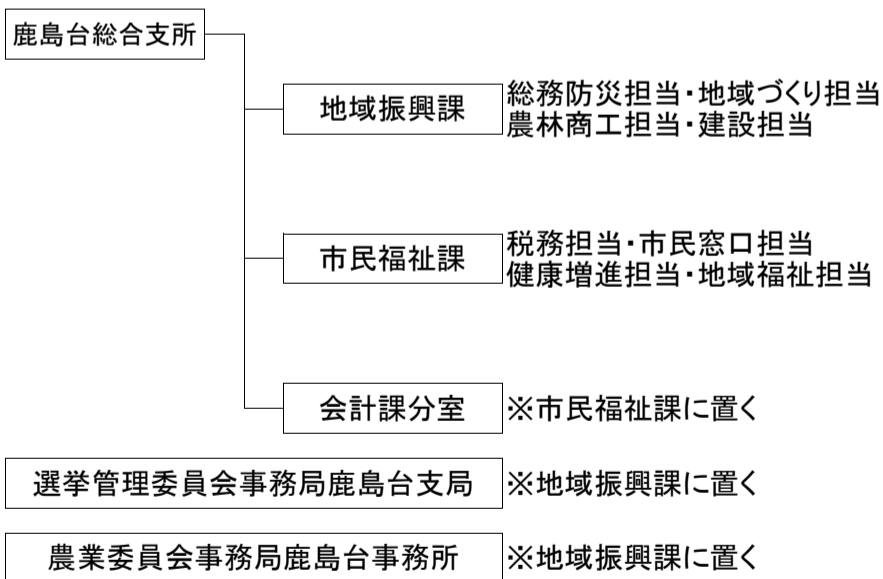 鹿島台総合支所
地域振興課
総務防災担当・地域づくり担当
農林商工担当・建設担当
市民福祉課
税務担当・市民窓口担当
健康増進担当・地域福祉担当
会計課分室
※市民福祉課に置く
選挙管理委員会事務局鹿島台支局
※地域振興課に置く
農業委員会事務局鹿島台事務所
※地域振興課に置く